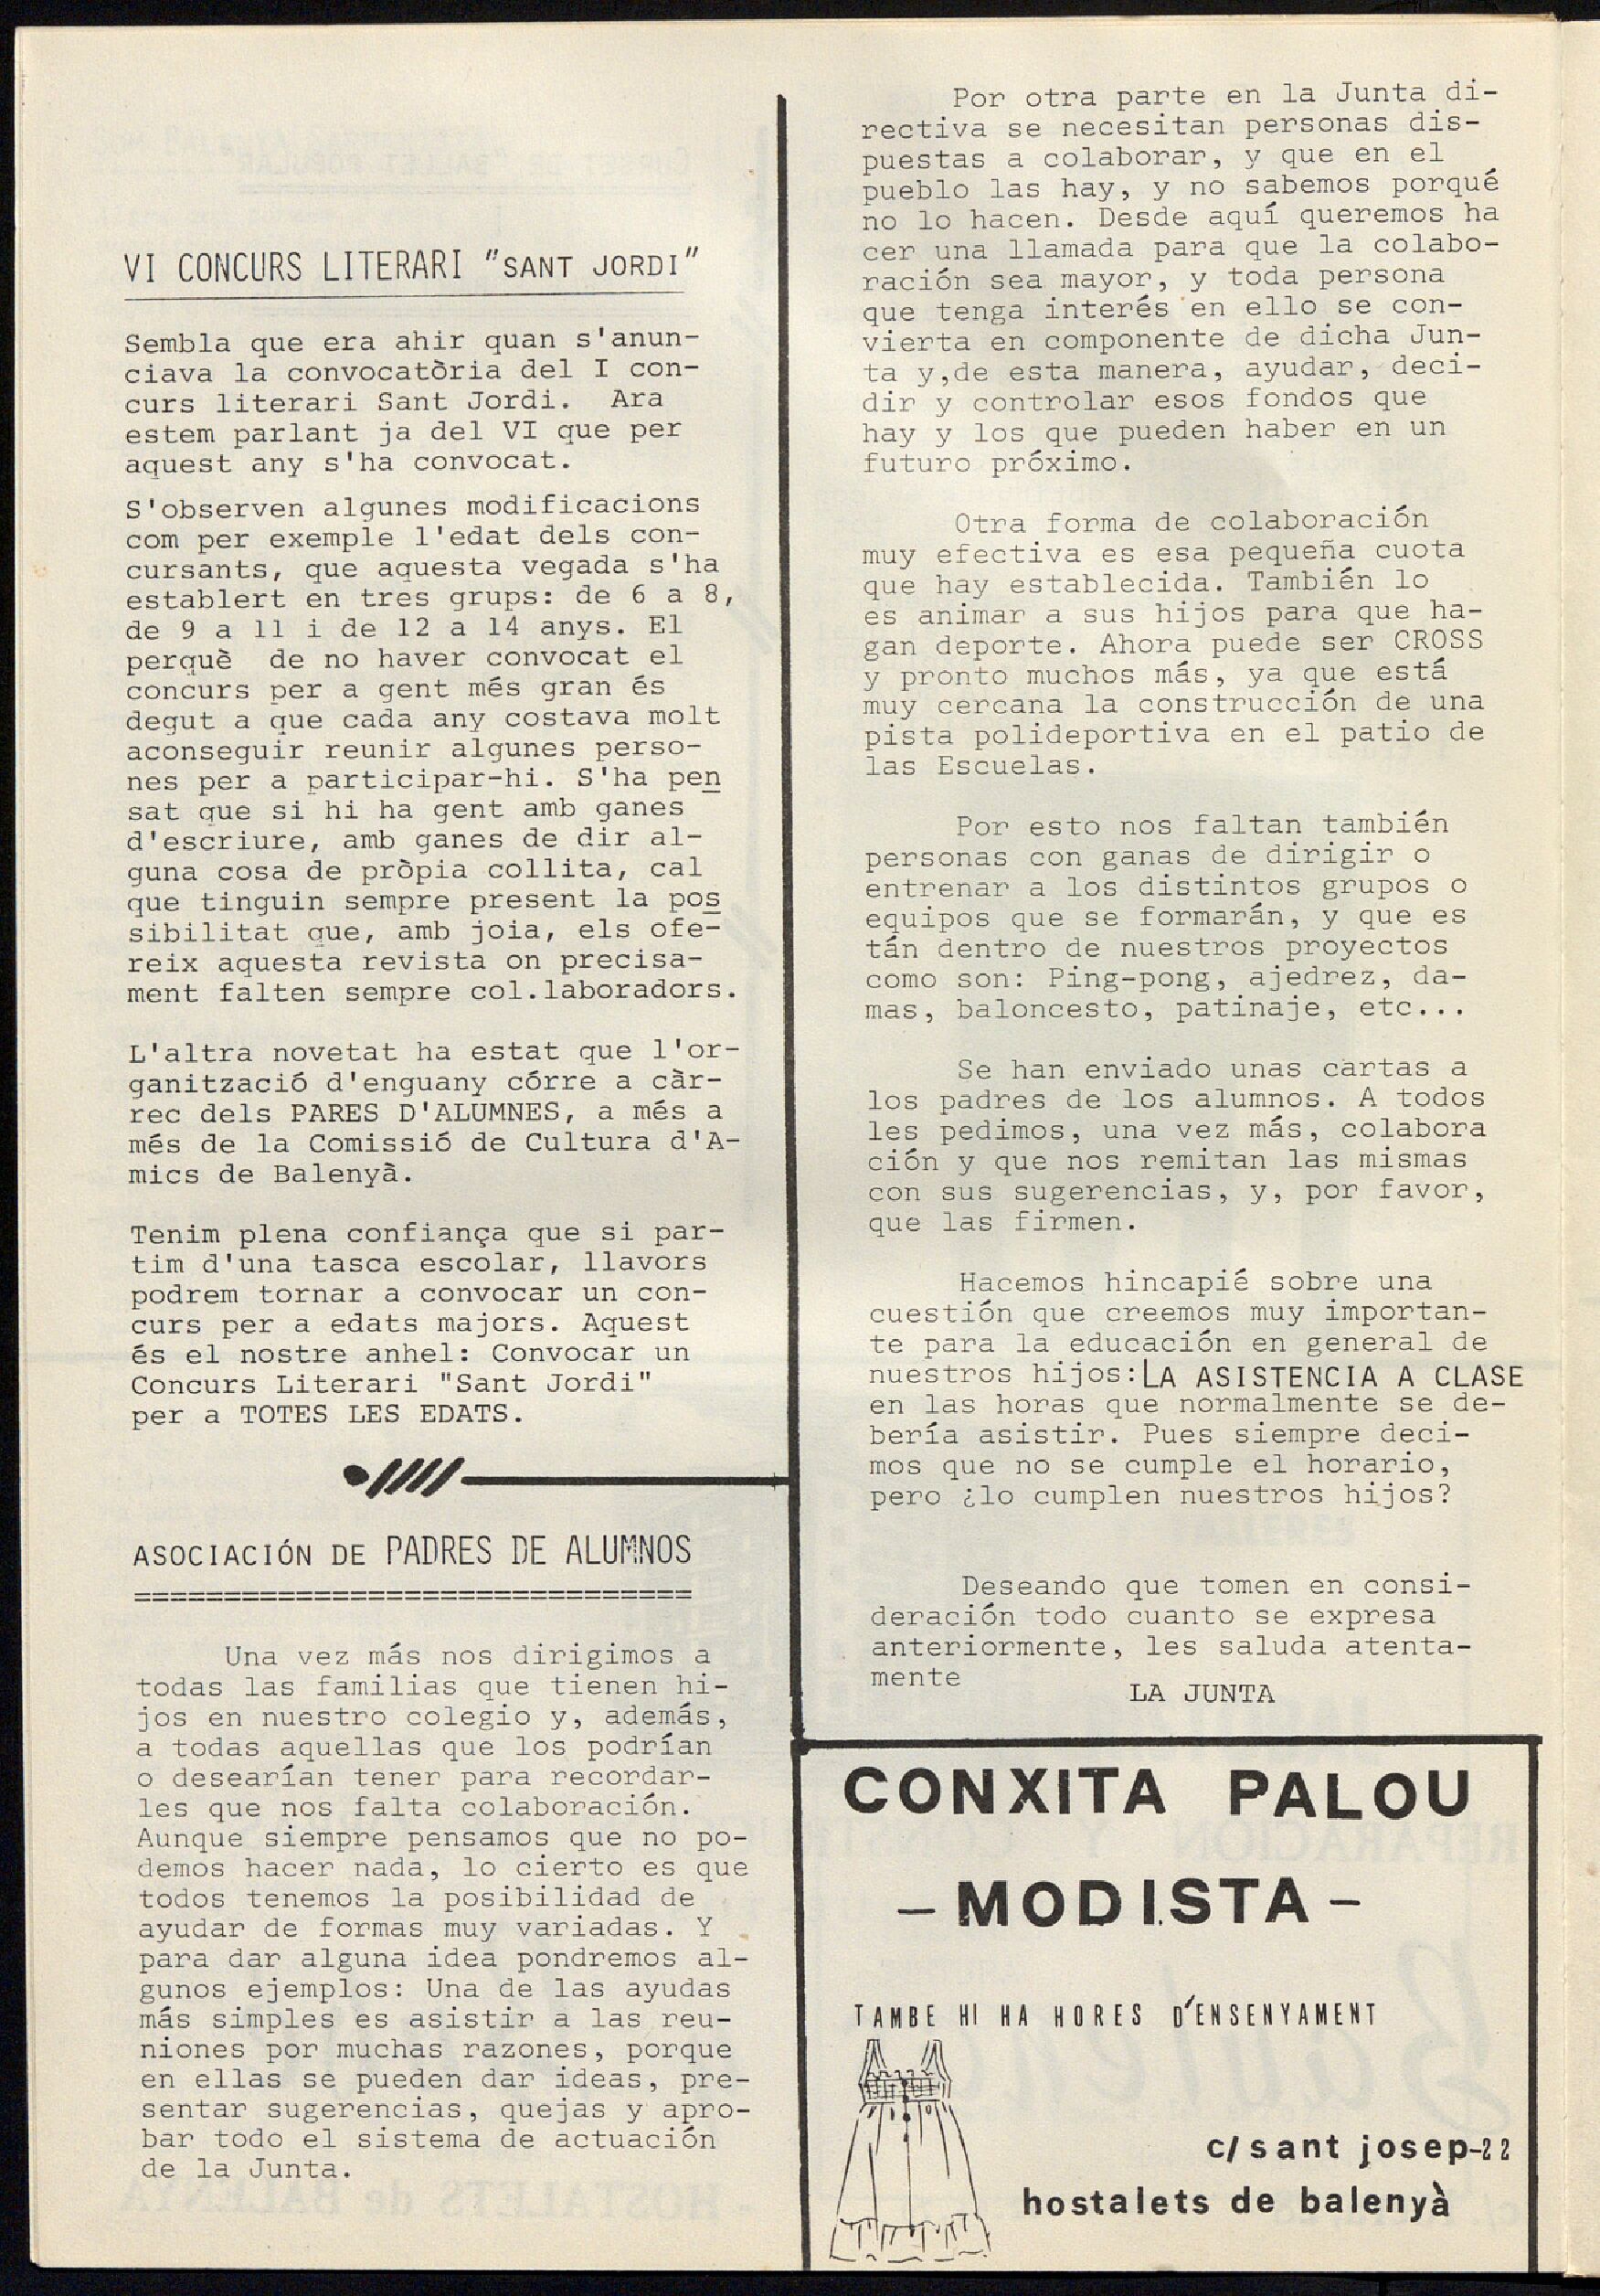 VI CONCURS LITERARI "SANT JORDI"
Sembla que era ahir quan s'anun-
ciava la convocatòria del I con-
curs literari Sant Jordi.  Ara
estem parlant ja del VI que per
aquest any s'ha convocat.
S'observen algunes modificacions
com per exemple l'edat dels con-
cursants, que aquesta vegada s'ha
establert en tres grups: de 6 a 8,
de 9 a 11 i de 12 a 14 anys. El
perquè  de no haver convocat el
concurs per a gent més gran és
degut a que cada any costava molt
aconseguir reunir algunes perso-
nes per a participar-hi. S'ha pen
sat que si hi ha gent amb ganes
d'escriure, amb ganes de dir al-
guna cosa de pròpia collita, cal
que tinguin sempre present la pos
sibilitat que, amb joia, els ofe-
reix aquesta revista on precisa-
ment falten sempre col.laboradors.
L'altra novetat ha estat que l'or-
ganització d'enguany córre a càr-
rec dels PARES D'ALUMNES, a més a
més de la Comissió de Cultura d'A-
mics de Balenyà.
Tenim plena confiança que si par-
tim d'una tasca escolar, llavors
podrem tornar a convocar un con-
curs per a edats majors. Aquest
és el nostre anhel: Convocar un
Concurs Literari "Sant Jordi"
per a TOTES LES EDATS.
ASOCIACIÓN DE PADRES DE ALUMNOS
===============================
Una vez más nos dirigimos a
todas las familias que tienen hi-
jos en nuestro colegio y, además,
a todas aquellas que los podrían
o desearían tener para recordar-
les que nos falta colaboración.
Aunque siempre pensamos que no po-
demos hacer nada, lo cierto es que
todos tenemos la posibilidad de
ayudar de formas muy variadas. Y
para dar alguna idea pondremos al-
gunos ejemplos: Una de las ayudas
más simples es asistir a las reu-
niones por muchas razones, porque
en ellas se pueden dar ideas, pre-
sentar sugerencias, quejas y apro-
bar todo el sistema de actuación
de la Junta.
Por otra parte en la Junta di-
rectiva se necesitan personas dis-
puestas a colaborar, y que en el
pueblo las hay, y no sabemos porqué
no lo hacen. Desde aquí queremos ha
cer una llamada para que la colabo-
ración sea mayor, y toda persona
que tenga interés en ello se con-
vierta en componente de dicha Jun-
ta y,de esta manera, ayudar, deci-
dir y controlar esos fondos que
hay y los que pueden haber en un
futuro próximo.
Otra forma de colaboración
muy efectiva es esa pequeña cuota
que hay establecida. También lo
es animar a sus hijos para que ha-
gan deporte. Ahora puede ser CROSS
y pronto muchos más, ya que está
muy cercana la construcción de una
pista polideportiva en el patio de
las Escuelas.
Por esto nos faltan también
personas con ganas de dirigir o
entrenar a los distintos grupos o
equipos que se formarán, y que es
tán dentro de nuestros proyectos
como son: Ping-pong, ajedrez, da-
mas, baloncesto, patinaje, etc...
Se han enviado unas cartas a
los padres de los alumnos. A todos
les pedimos, una vez más, colabora
ción y que nos remitan las mismas
con sus sugerencias, y, por favor,
que las firmen.
Hacemos hincapié sobre una
cuestión que creemos muy importan-
te para la educación en general de
nuestros hijos:LA ASISTENCIA A CLASE
en las horas que normalmente se de-
bería asistir. Pues siempre deci-
mos que no se cumple el horario,
pero ¿lo cumplen nuestros hijos?
Deseando que tomen en consi-
deración todo cuanto se expresa
anteriormente, les saluda atenta-
mente
LA JUNTA
CONXITA PALOU
-MODISTA-
TAMBE HI HA HORES D'ENSENYAMENT
c/ sant josep-22
hostalets de balenyà